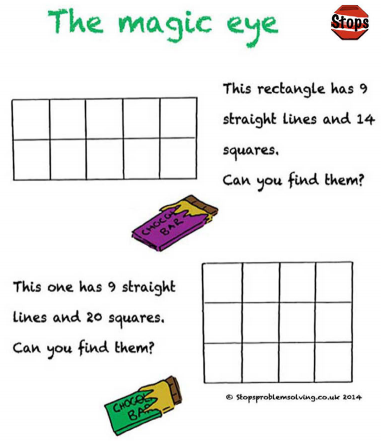 The magic eye
Stops
This rectangle has 9
straight lines and 14
squares.
Can you find them?
CHOCO
BAR
This one has 9 straight
lines and 20 squares.
Can you find them?
CHOCO
BAR
© Stopsproblemsolving.co.uk 2014